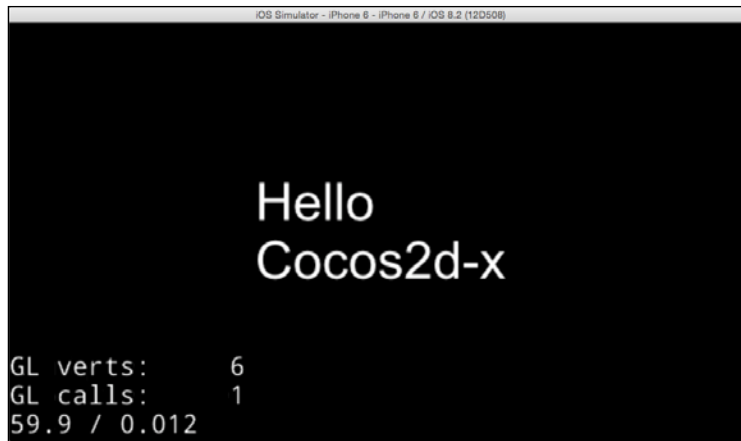 iOS Simulator - iPhone 6 - iPhone 6 / iOS 8.2 (12D508)
Hello
Cocos2d-x
GL verts: 6
GL calls: 1
59.9 / 0.012